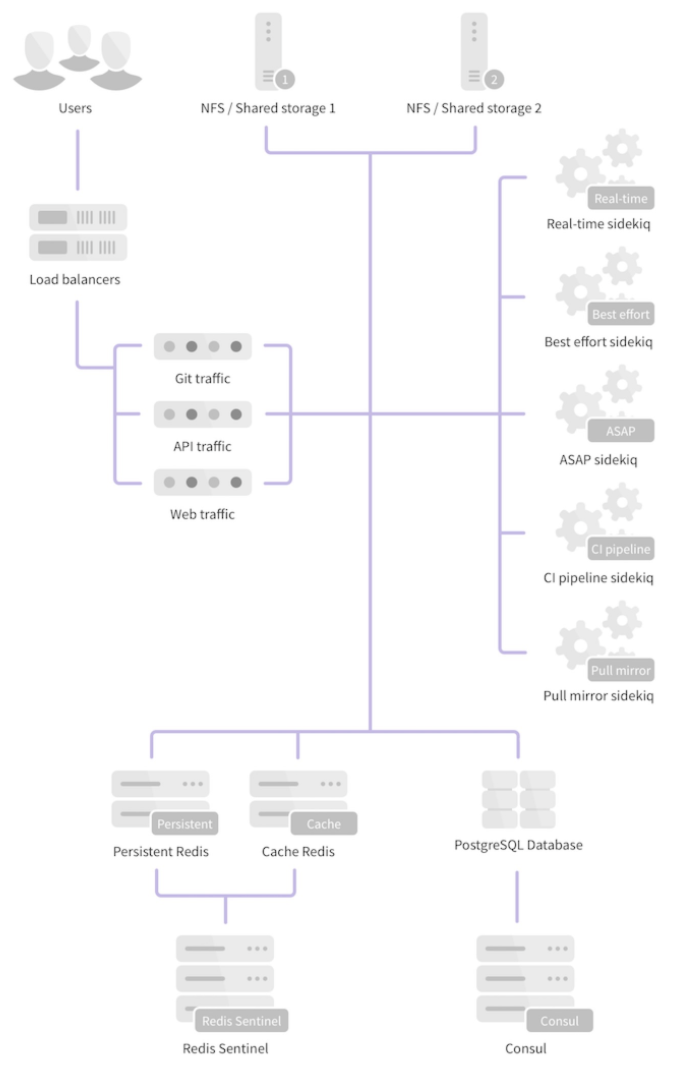 1
2
Users
NFS / Shared storage 1
NFS / Shared storage 2
Real-time
Real-time sidekiq
Load balancers
Best effort
Best effort sidekiq
Git traffic
API traffic
ASAP
ASAP sidekiq
Web traffic
CI pipeline
CI pipeline sidekiq
Pull mirror
Pull mirror sidekiq
Persistent
Cache
Persistent Redis
Cache Redis
PostgreSQL Database
Redis Sentinel
Consul
Redis Sentinel
Consul